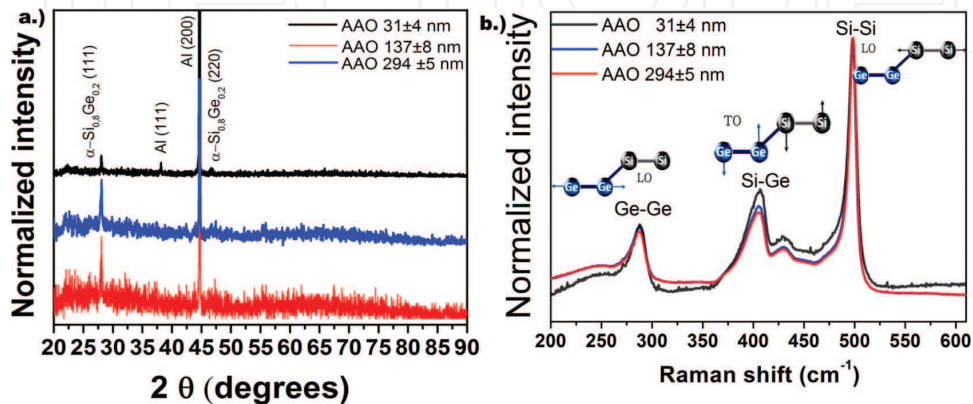 a.)
Normalized intensity
α-Si0,8Ge0,2 (111)
Al (111)
Al (200)
α-Si0,8Ge0,2 (220)
AAO 31±4 nm
AAO 137±8 nm
AAO 294 ±5 nm
20 25 30 35 40 45 50 55 60 65 70 75 80 85 90
2 θ (degrees)
b.)
Normalized intensity
AAO 31±4 nm
AAO 137±8 nm
AAO 294±5 nm
Si-Si
LO
Si Si
Ge Ge
TO
Si Si
Ge Ge
Si-Ge
Si Si
LO
Ge Ge
Ge-Ge
200 250 300 350 400 450 500 550 600
Raman shift (cm-1)